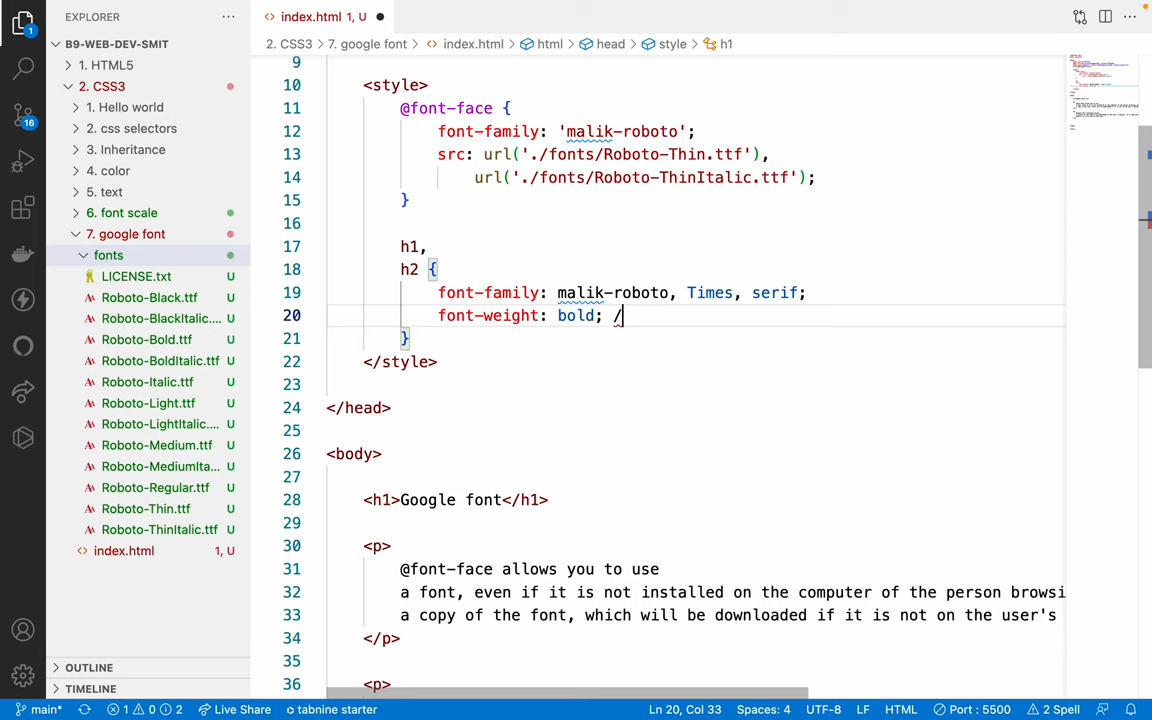 EXPLORER
index.html 1, U
B9-WEB-DEV-SMIT
2. CSS3 > 7. google font > index.html > html > head > style > h1
1. HTML5
2. CSS3
1. Hello world
2. css selectors
3. Inheritance
4. color
5. text
6. font scale
7. google font
fonts
LICENSE.txt U
Roboto-Black.ttf U
Roboto-BlackItalic.... U
Roboto-Bold.ttf U
Roboto-BoldItalic.ttf U
Roboto-Italic.ttf U
Roboto-Light.ttf U
Roboto-LightItalic.... U
Roboto-Medium.ttf U
Roboto-MediumIta... U
Roboto-Regular.ttf U
Roboto-Thin.ttf U
Roboto-ThinItalic.ttf U
index.html 1, U
OUTLINE
TIMELINE
1
16
9
10 <style>
11 @font-face {
12 font-family: 'malik-roboto';
13 src: url('./fonts/Roboto-Thin.ttf'),
14 url('./fonts/Roboto-ThinItalic.ttf');
15 }
16
17 h1,
18 h2 {
19 font-family: malik-roboto, Times, serif;
20 font-weight: bold; /
21 }
22 </style>
23
24 </head>
25
26 <body>
27
28 <h1>Google font</h1>
29
30 <p>
31 @font-face allows you to use
32 a font, even if it is not installed on the computer of the person browsi
33 a copy of the font, which will be downloaded if it is not on the user's
34 </p>
35
36 <p>
main* 1 0 2 Live Share tabnine starter Ln 20, Col 33 Spaces: 4 UTF-8 LF HTML Port : 5500 2 Spell